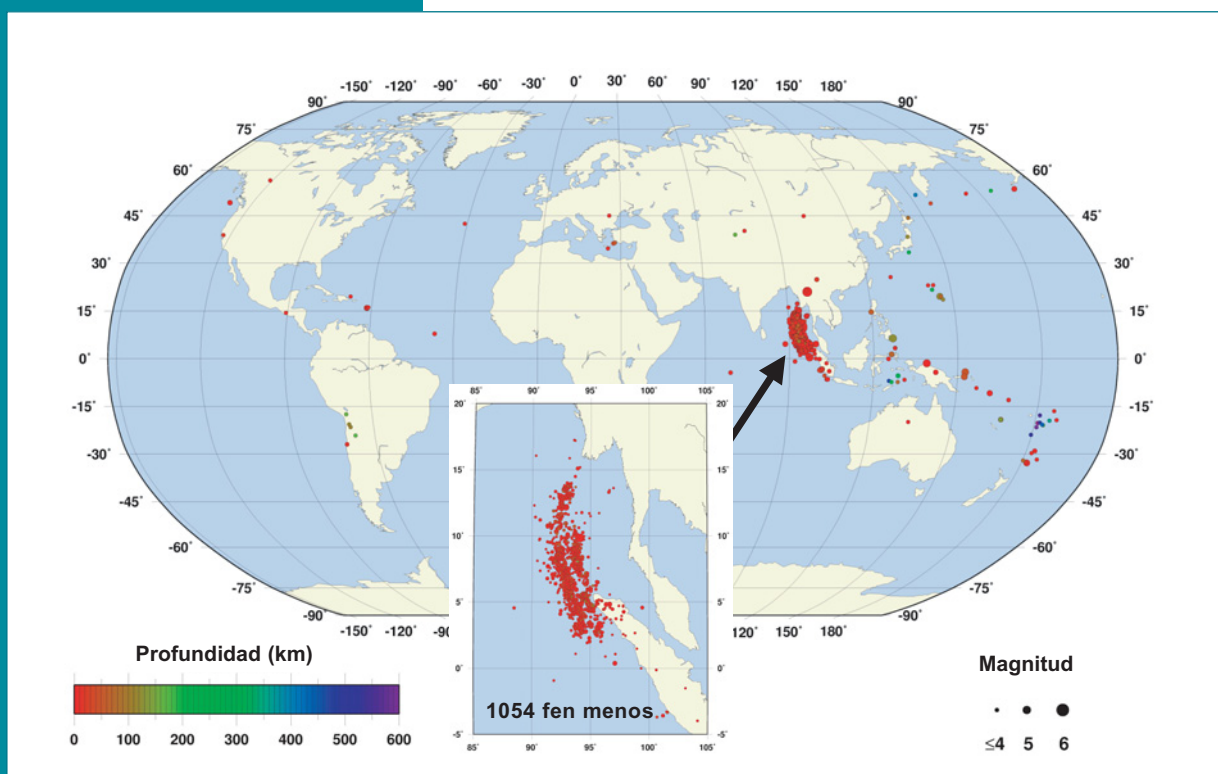 -150° -120° -90° -60° -30° 0° 30° 60° 90° 120° 150° 180°
90° 90°
75° 75°
60° 60°
45° 45°
30° 30°
15° 15°
0° 0°
-15° -15°
-30° -30°
-45° -45°
-60° -60°
-75° -75°
-90° -90°
-150° -120° -90° 120° 150° 180°
85° 90° 95° 100° 105°
20° 20°
15° 15°
10° 10°
5° 5°
0° 0°
-5° -5°
85° 90° 95° 100° 105°
1054 fen menos
Profundidad (km)
0 100 200 300 400 500 600
Magnitud
≤4 5 6